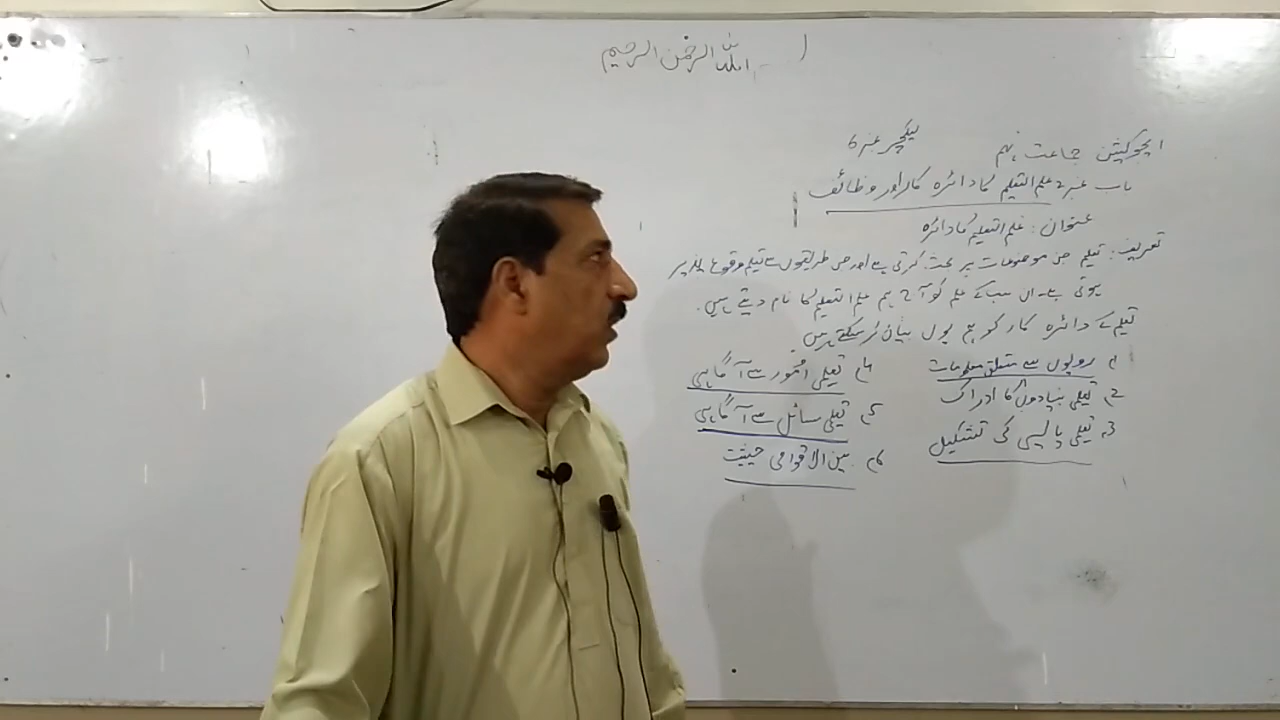 بسم اللہ الرحمن الرحیم
ایجوکیشن جماعت نہم لیکچر نمبر 6
باب نمبر 2 علم التعلیم کا دائرہ کار اور وظائف
عنوان: علم التعلیم کا دائرہ
تعریف: تعلیم جن موضوعات پر بحث کرتی ہے اور جن طریقوں سے تعلیم وقوع پذیر
ہوتی ہے۔ ان سب کے علم کو آج ہم علم التعلیم کا نام دیتے ہیں۔
تعلیم کے دائرہ کار کو ہم یوں بیان کر سکتے ہیں
1۔ رویوں سے متعلق معلومات
2۔ تعلیمی بنیادوں کا ادراک
3۔ تعلیمی پالیسی کی تشکیل
4۔ تعلیمی امور سے آگاہی
5۔ تعلیمی مسائل سے آگاہی
6۔ بین الاقوامی حیثیت